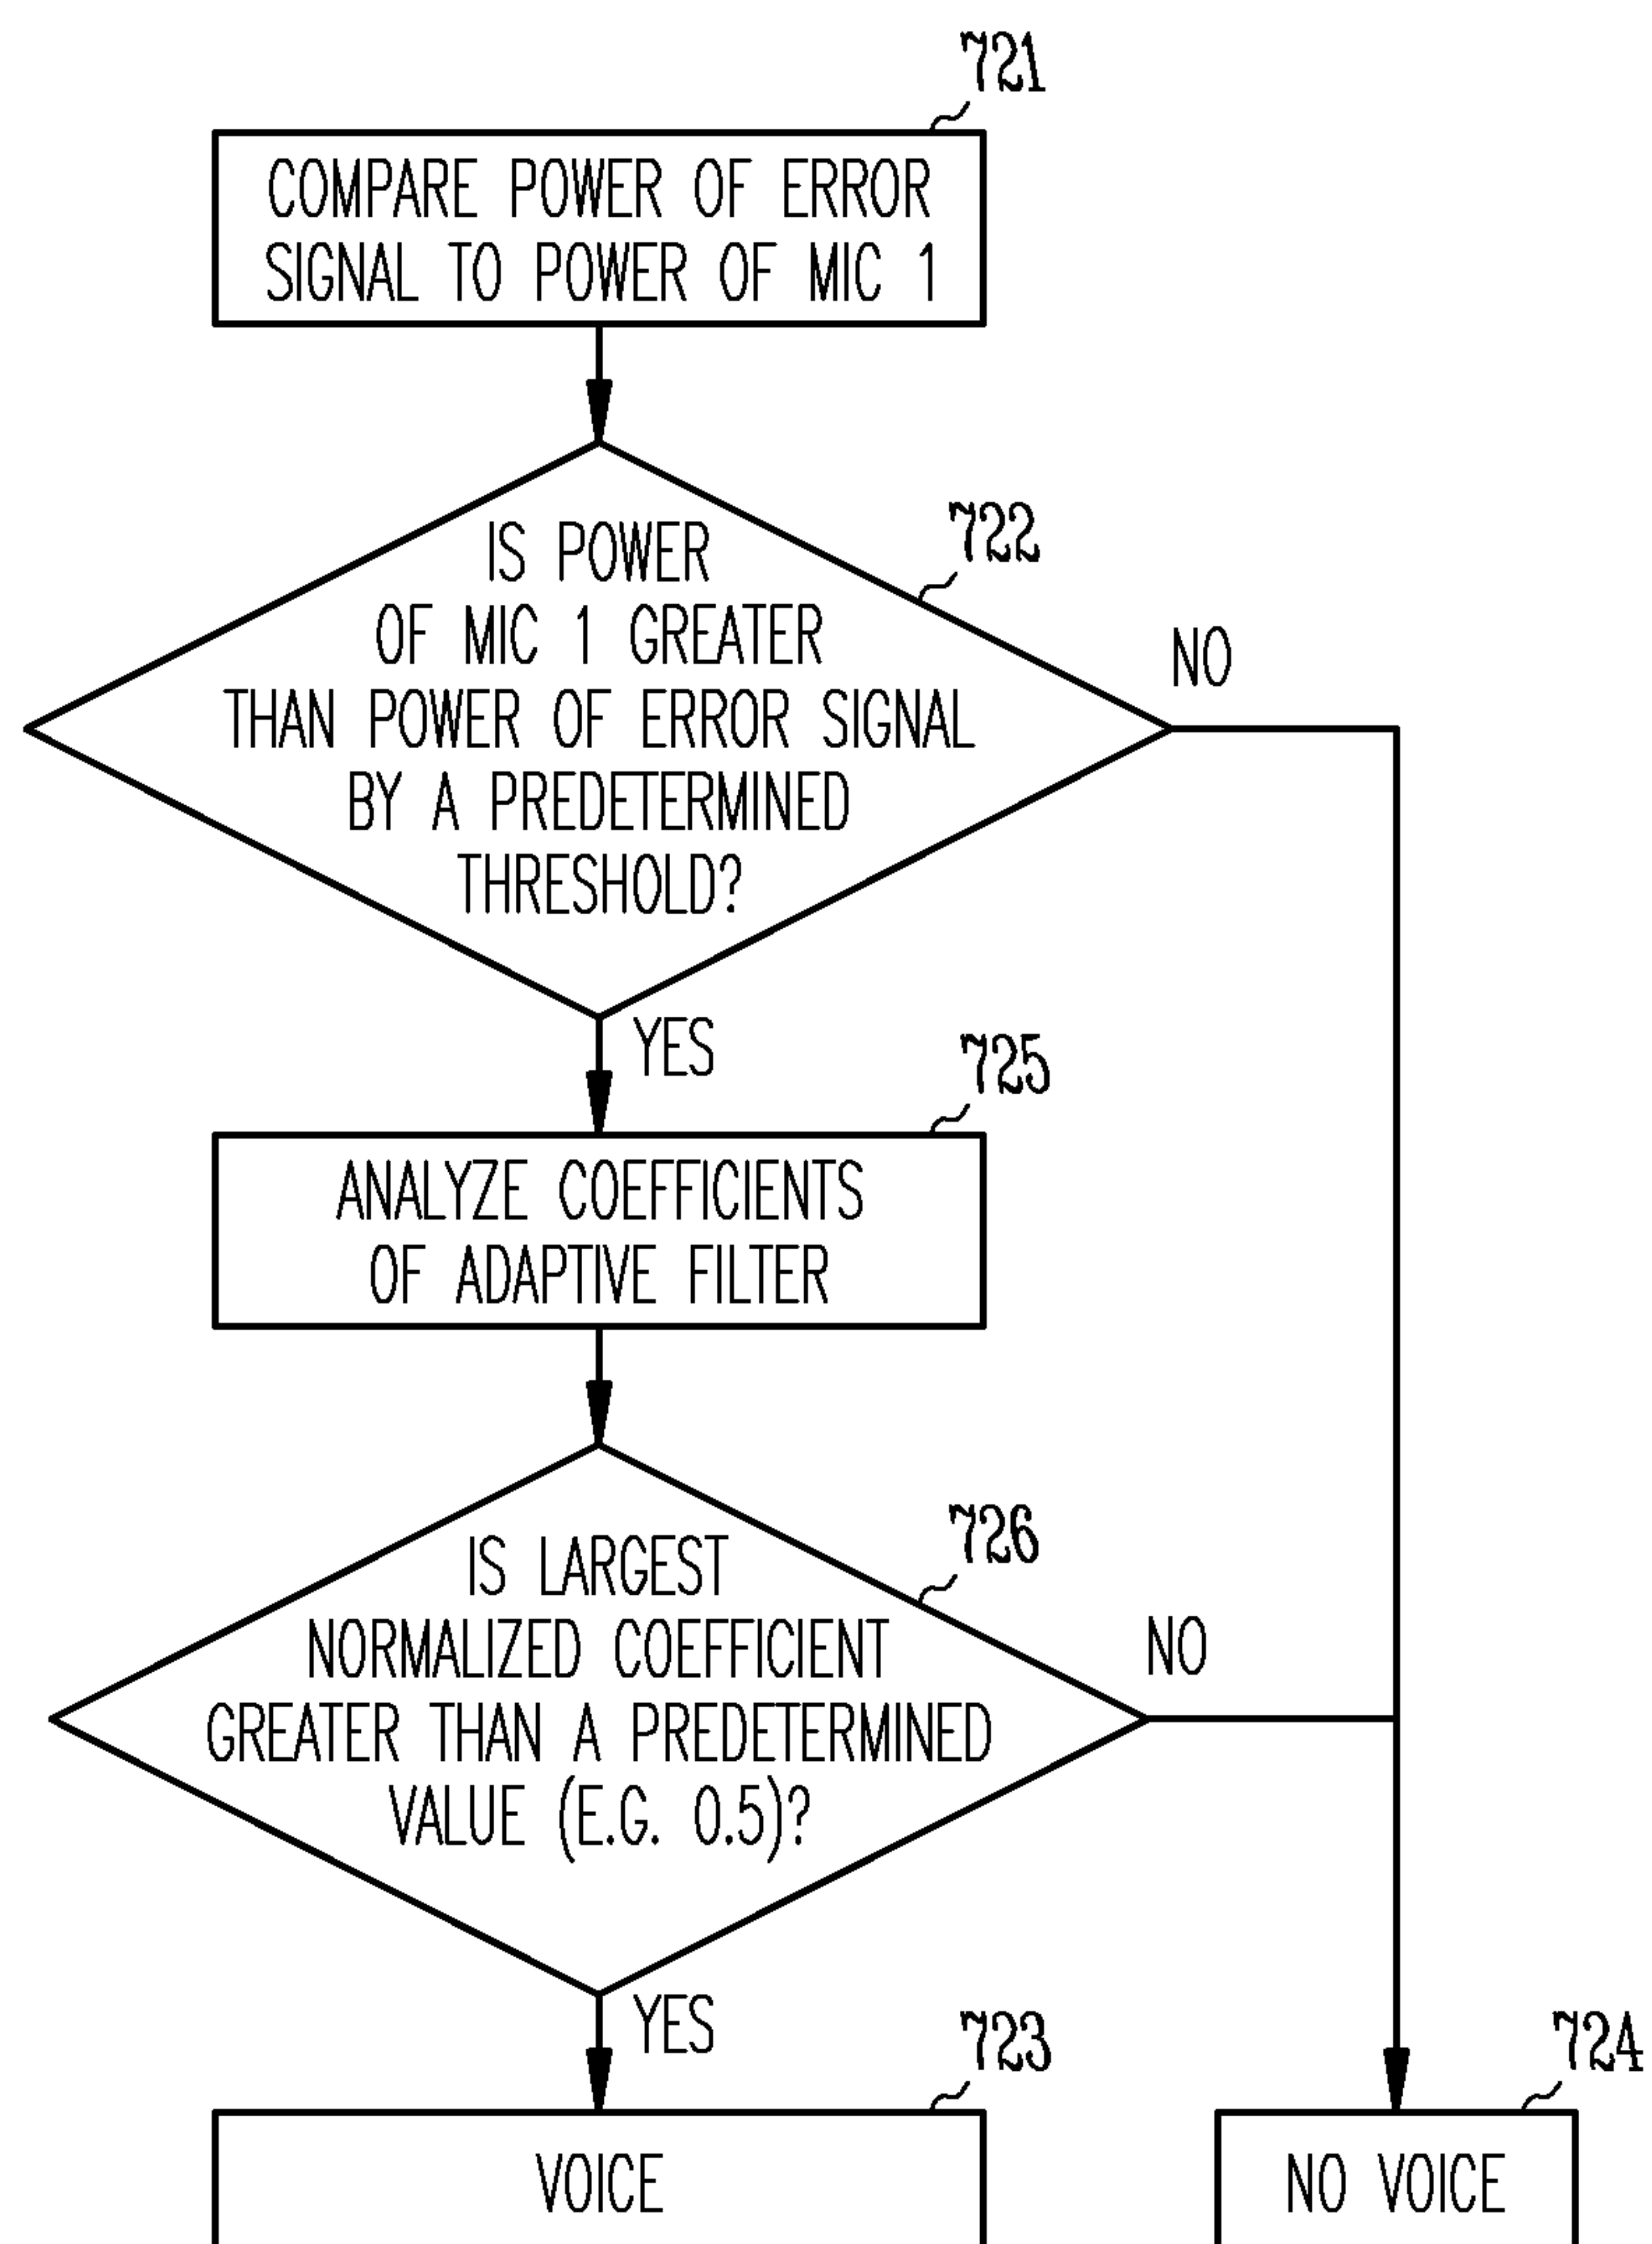 721
COMPARE POWER OF ERROR
SIGNAL TO POWER OF MIC 1
722
IS POWER
OF MIC 1 GREATER
THAN POWER OF ERROR SIGNAL
BY A PREDETERMINED
THRESHOLD?
NO
YES
725
ANALYZE COEFFICIENTS
OF ADAPTIVE FILTER
726
IS LARGEST
NORMALIZED COEFFICIENT
GREATER THAN A PREDETERMINED
VALUE (E.G. 0.5)?
NO
YES
723
VOICE
724
NO VOICE